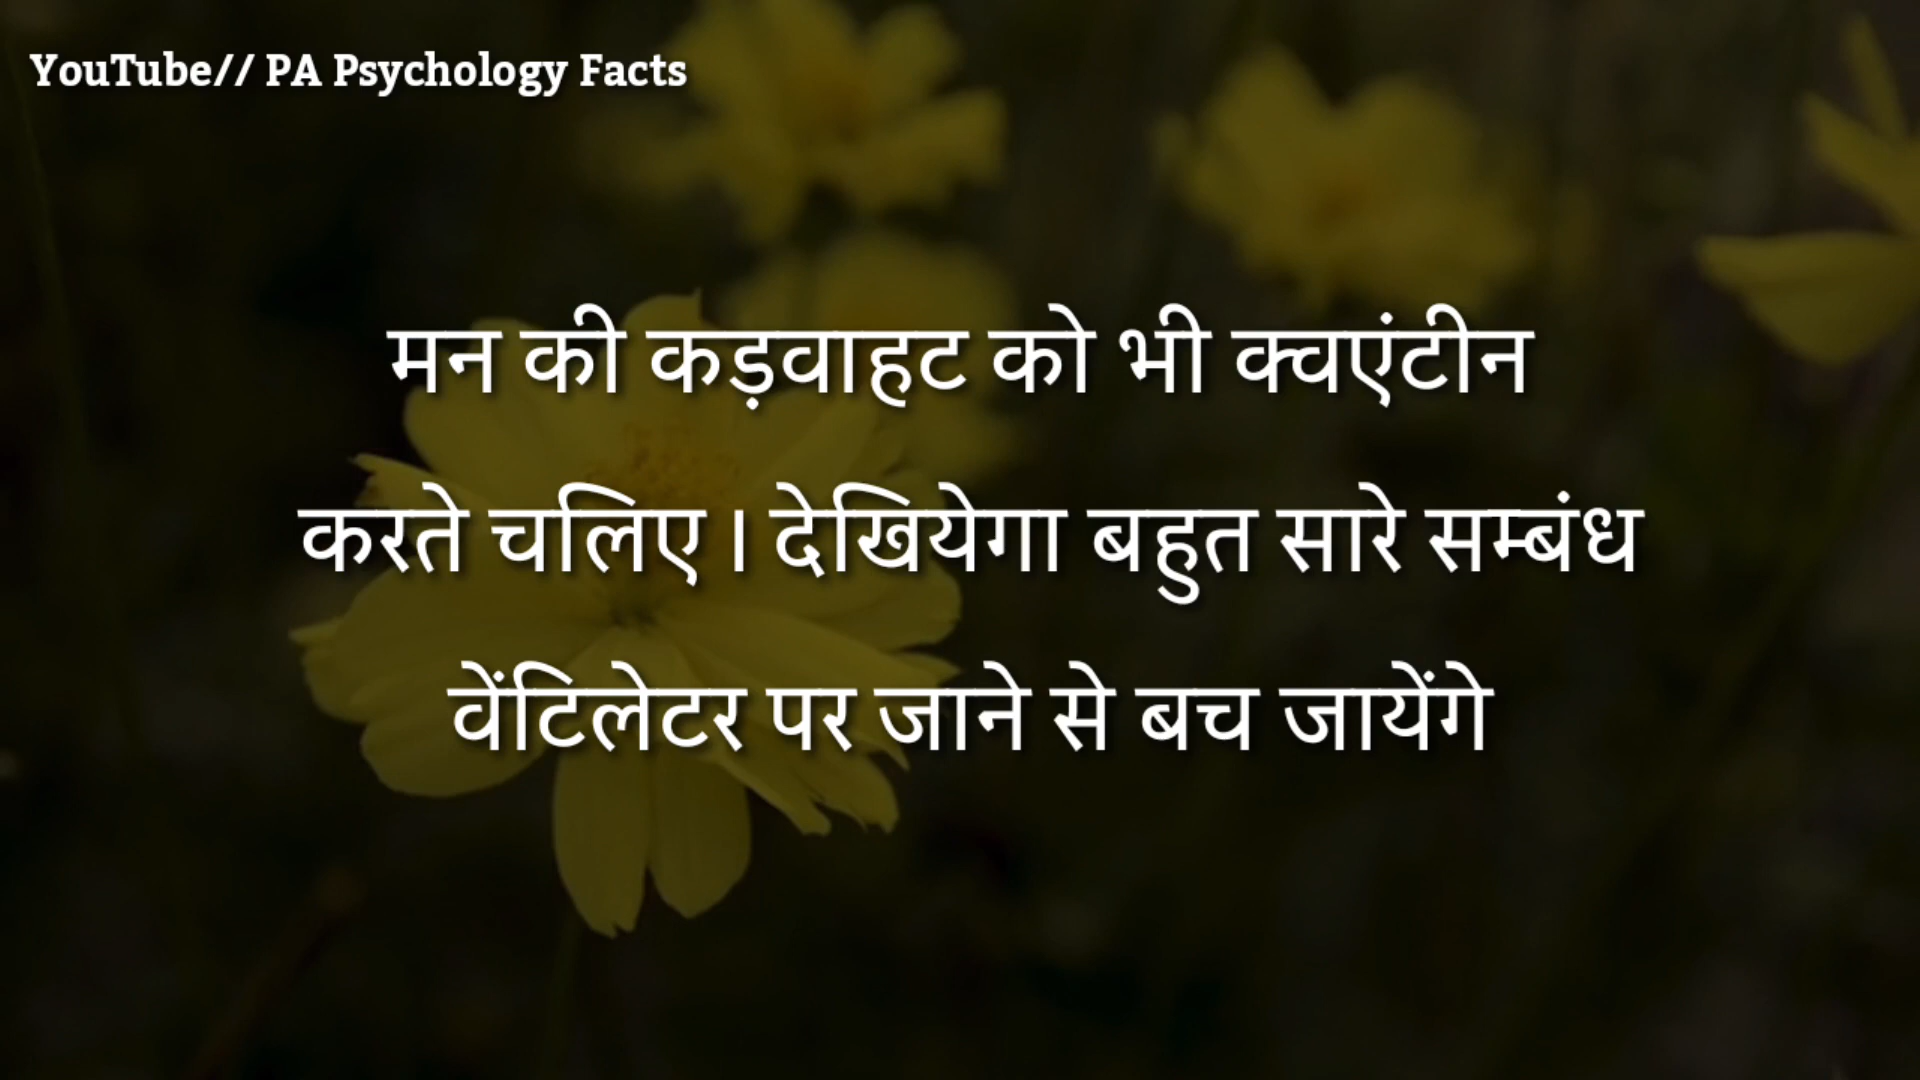 YouTube// PA Psychology Facts
मन की कड़वाहट को भी क्वएंटीन
करते चलिए । देखियेगा बहुत सारे सम्बंध
वेंटिलेटर पर जाने से बच जायेंगे